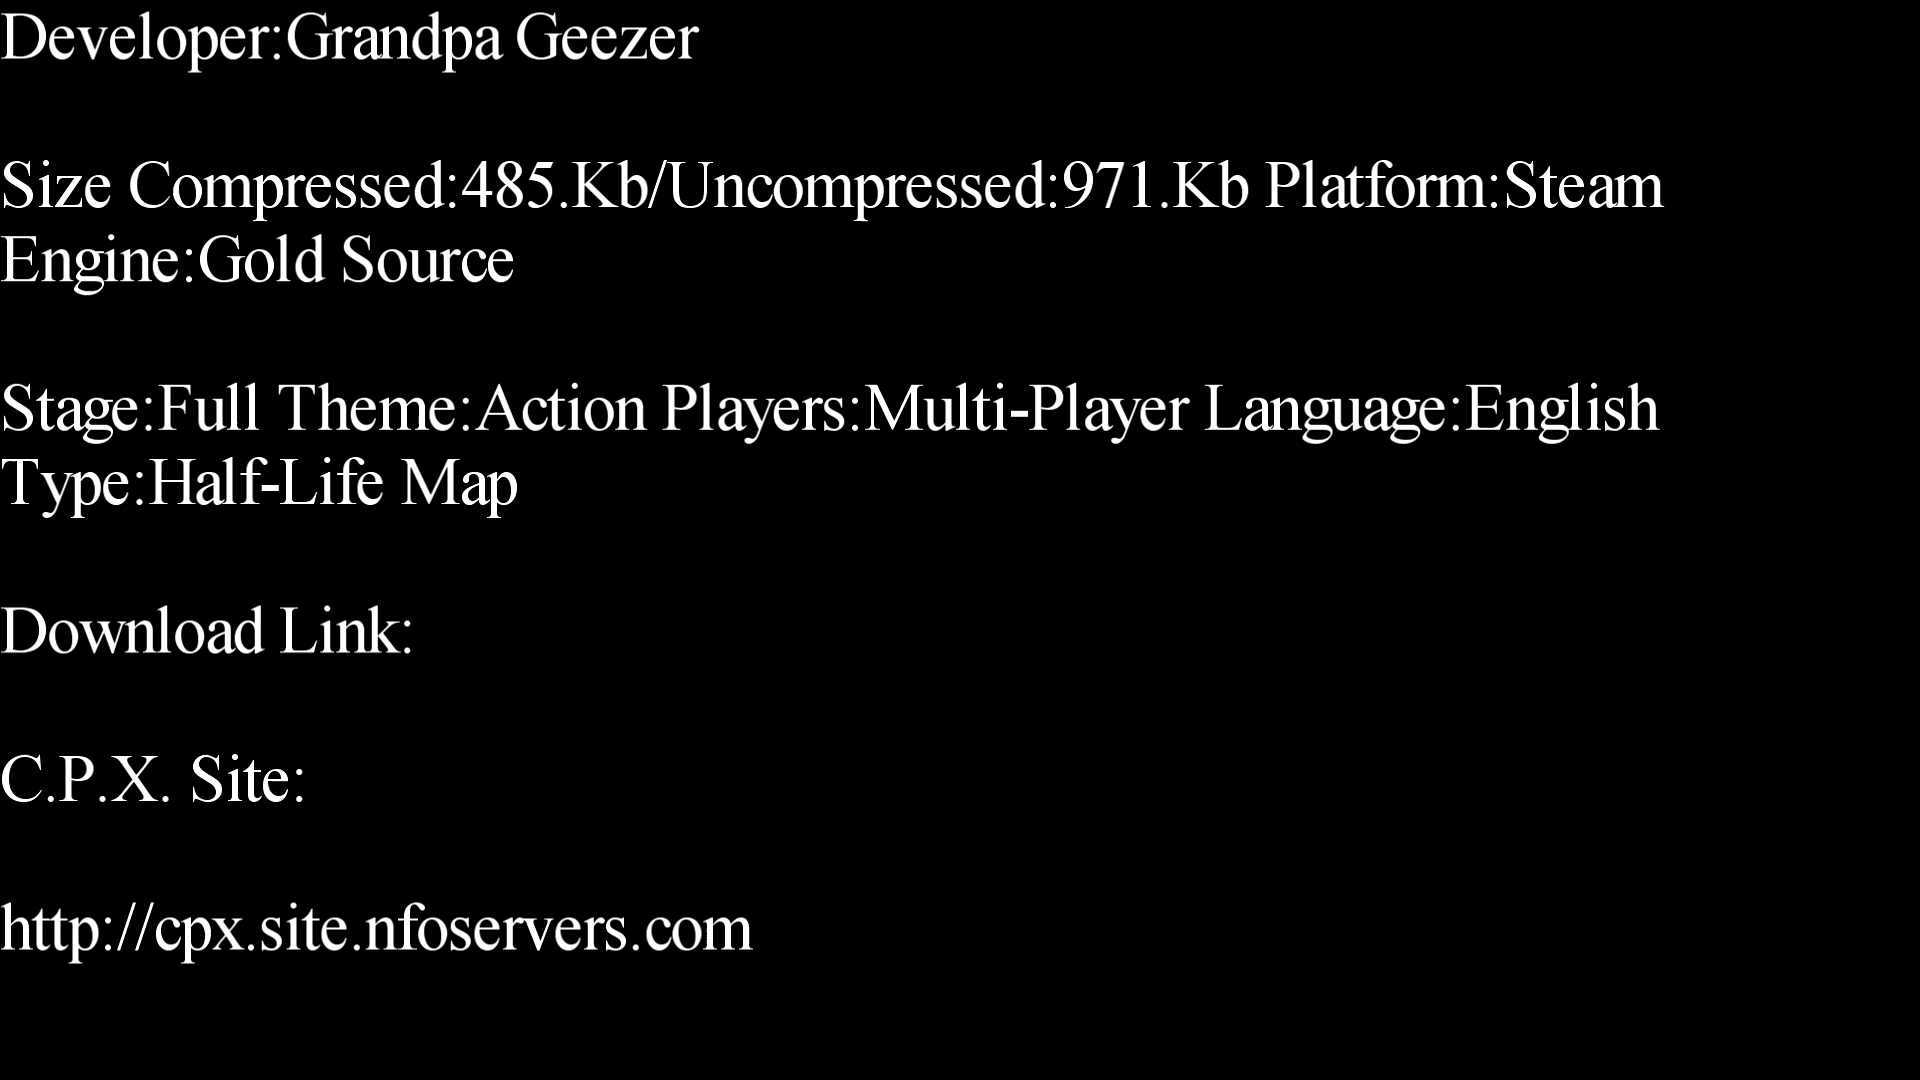 Developer:Grandpa Geezer
Size Compressed:485.Kb/Uncompressed:971.Kb Platform:Steam
Engine:Gold Source
Stage:Full Theme:Action Players:Multi-Player Language:English
Type:Half-Life Map
Download Link:
C.P.X. Site:
http://cpx.site.nfoservers.com